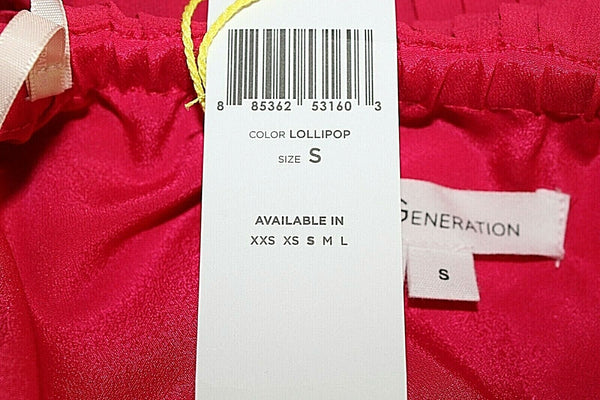 8 85362 53160 3
COLOR LOLLIPOP
SIZE S
AVAILABLE IN
XXS XS S M L
GENERATION
S